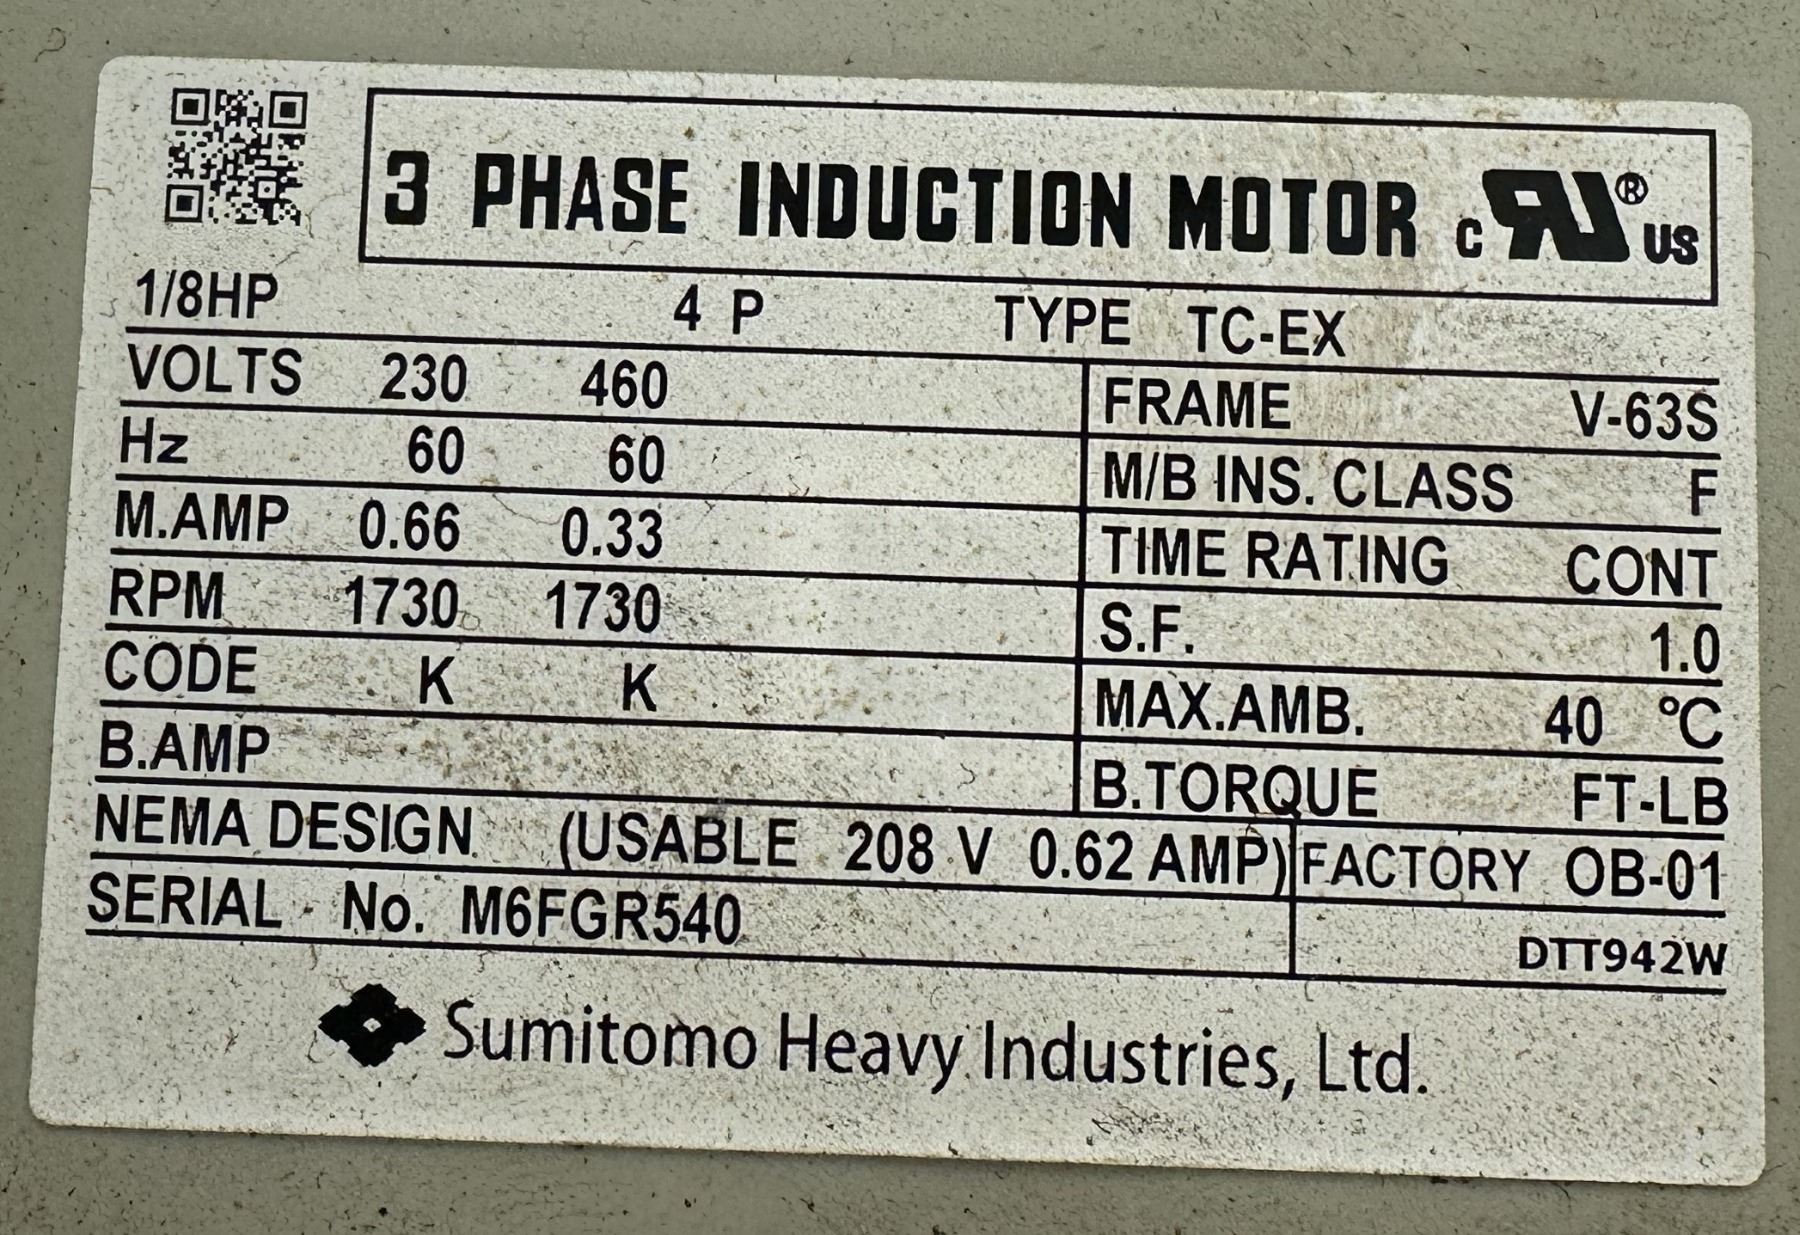 3 PHASE INDUCTION MOTOR c RU ® US
1/8HP 4 P TYPE TC-EX
VOLTS 230 460
Hz 60 60
M.AMP 0.66 0.33
RPM 1730 1730
CODE K K
B.AMP
FRAME V-63S
M/B INS. CLASS F
TIME RATING CONT
S.F. 1.0
MAX.AMB. 40 °C
B.TORQUE FT-LB
NEMA DESIGN (USABLE 208 V 0.62 AMP) FACTORY OB-01
SERIAL No. M6FGR540 DTT942W
Sumitomo Heavy Industries, Ltd.